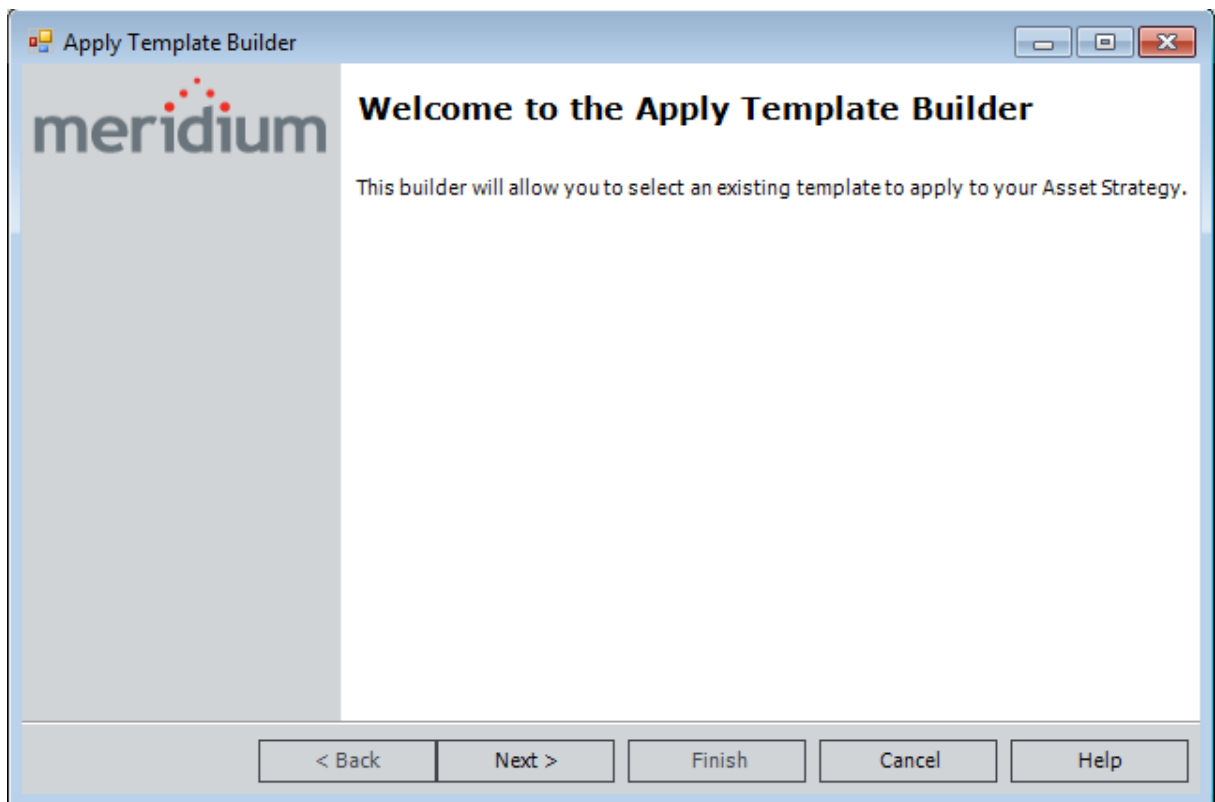 Apply Template Builder
meridium
Welcome to the Apply Template Builder
This builder will allow you to select an existing template to apply to your Asset Strategy.
< Back Next > Finish Cancel Help